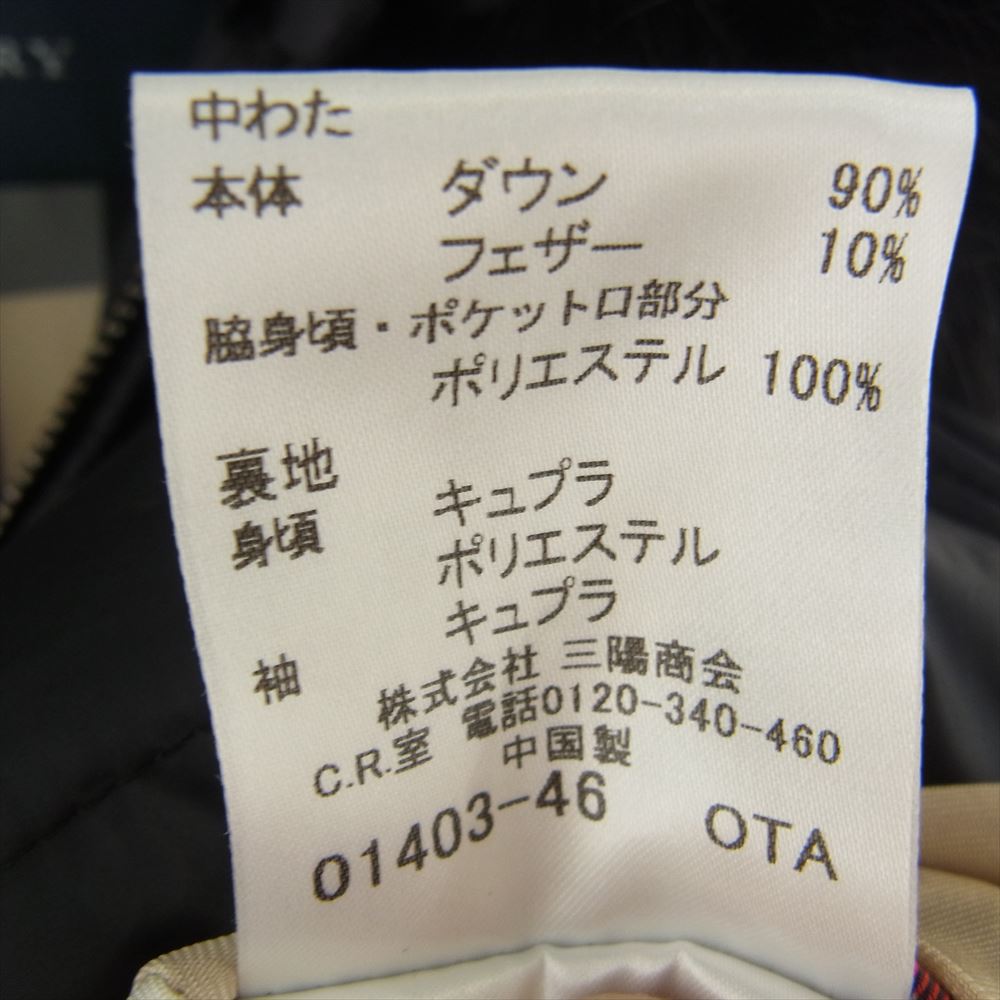 RY
中わた
本体 ダウン 90%
フェザー 10%
脇身頃・ポケット口部分
ポリエステル 100%
裏地
身頃 キュプラ
ポリエステル
袖 キュプラ
株式会社 三陽商会
C.R.室 電話0120-340-460
中国製
01403-46 OTA